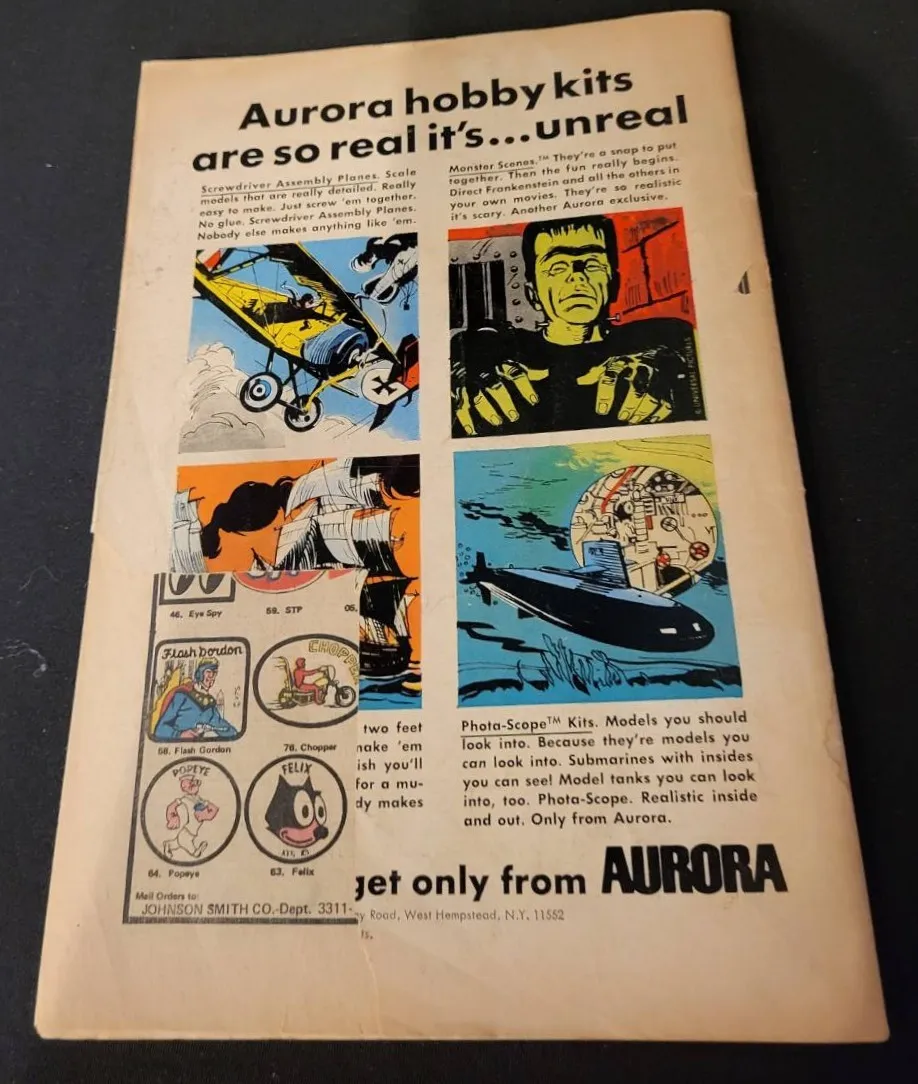 Aurora hobby kits
are so real it's...unreal
Screwdriver Assembly Planes. Scale
models that are really detailed. Really
easy to make. Just screw 'em together.
No glue. Screwdriver Assembly Planes.
Nobody else makes anything like 'em.
Monster Scenes.™ They're a snap to put
together. Then the fun really begins.
Direct Frankenstein and all the others in
your own movies. They're so realistic
it's scary. Another Aurora exclusive.
© UNIVERSAL PICTURES
46. Eye Spy
59. STP
Flash Gordon
CHOPPE
58. Flash Gordon
76. Chopper
POPEYE
FELIX
64. Popeye
63. Felix
Mail Orders to:
JOHNSON SMITH CO.-Dept. 3311-
two feet
make 'em
ish you'll
for a mu-
dy makes
Phota-Scope™ Kits. Models you should
look into. Because they're models you
can look into. Submarines with insides
you can see! Model tanks you can look
into, too. Phota-Scope. Realistic inside
and out. Only from Aurora.
get only from AURORA
Road, West Hempstead, N.Y. 11552